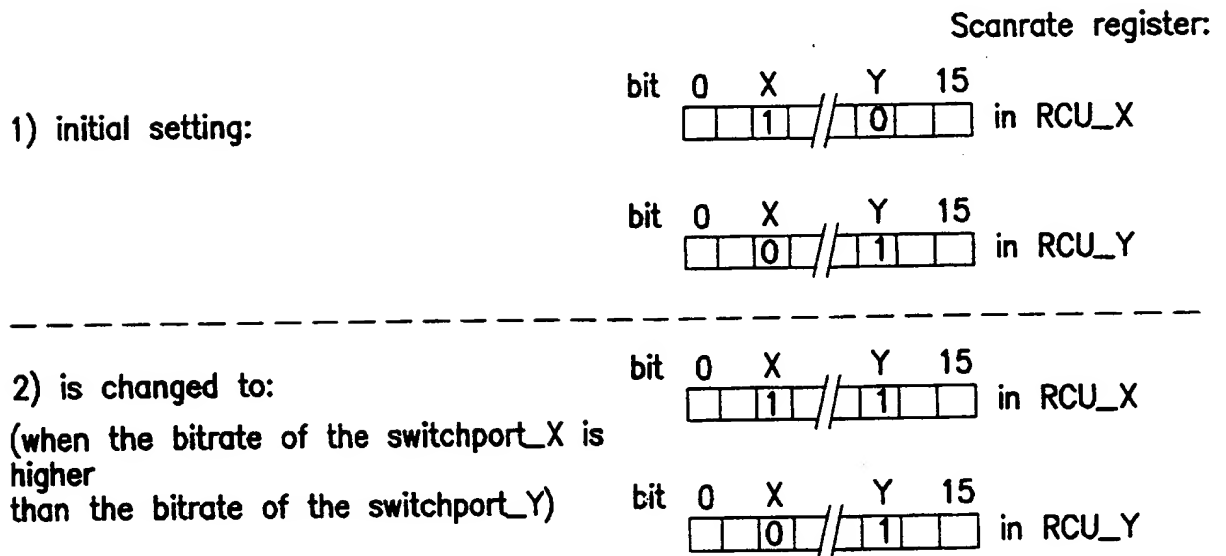 Scanrate register:
bit 0 X Y 15
1) initial setting:
1 0 in RCU_X
bit 0 X Y 15
0 1 in RCU_Y
2) is changed to:
bit 0 X Y 15
1 1 in RCU_X
(when the bitrate of the switchport_X is
higher
than the bitrate of the switchport_Y)
bit 0 X Y 15
0 1 in RCU_Y